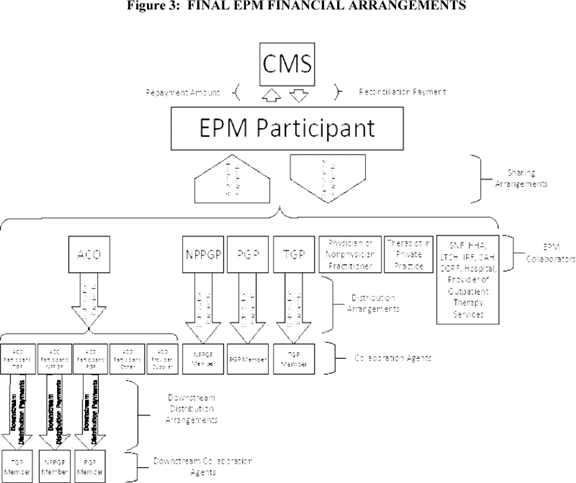 Figure 3: FINAL EPM FINANCIAL ARRANGEMENTS
CMS
Repayment Amount
Reconciliation Payment
EPM Participant
Sharing
Arrangements
ACO
NPPGP
PGP
TGP
Physician or
Nonphysician
Practitioner
Therapist in
Private
Practice
SNF, HHA,
LTCH, IRF, CAH,
CORF, Hospital,
Provider of
Outpatient
Therapy
Services
EPM
Collaborators
Distribution
Arrangements
ACO
Participant
TGP
ACO
Participant
NPPGP
ACO
Participant
PGP
ACO
Participant
Other
ACO
Provider
Supplier
NPPGP
Member
PGP Member
TGP
Member
Collaboration Agents
Downstream
Distribution Payments
Downstream
Distribution Payments
Downstream
Distribution Payments
Downstream
Distribution
Arrangements
TGP
Member
NPPGP
Member
PGP
Member
Downstream Collaboration
Agents